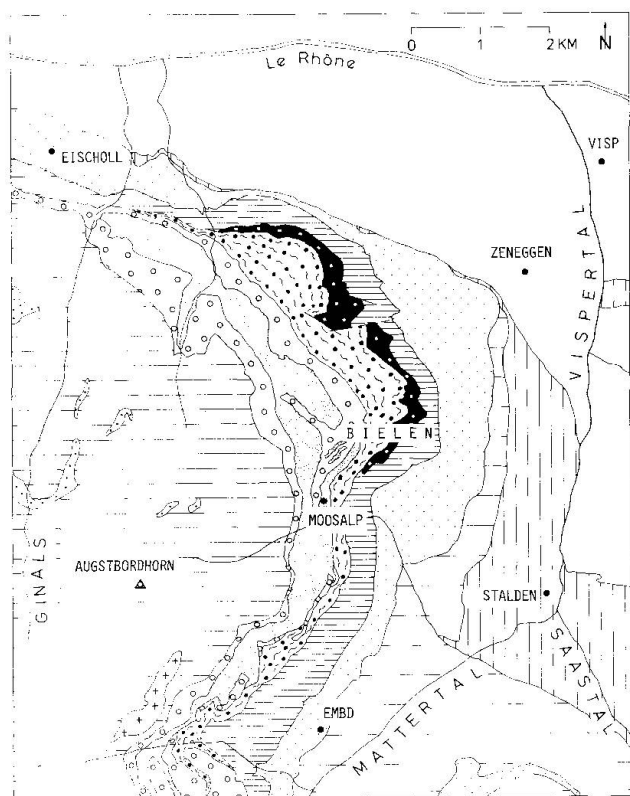 0 1 2 KM N
Le Rhône
EISCHOLL
VISP
ZENEGGEN
VISPERTAL
BIELEN
MOOSALP
AUGSTBORDHORN
GINALS
STALDEN
SAASTAL
EMBD
MATTERTAL